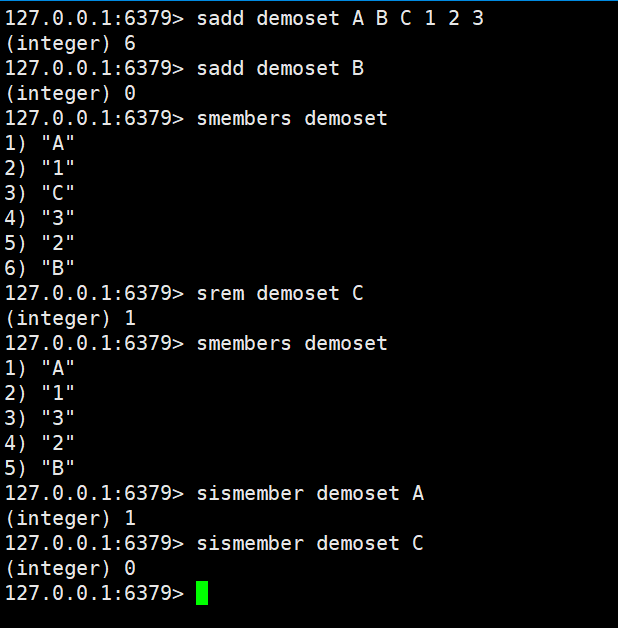 127.0.0.1:6379> sadd demoset A B C 1 2 3
(integer) 6
127.0.0.1:6379> sadd demoset B
(integer) 0
127.0.0.1:6379> smembers demoset
1) "A"
2) "1"
3) "C"
4) "3"
5) "2"
6) "B"
127.0.0.1:6379> srem demoset C
(integer) 1
127.0.0.1:6379> smembers demoset
1) "A"
2) "1"
3) "3"
4) "2"
5) "B"
127.0.0.1:6379> sismember demoset A
(integer) 1
127.0.0.1:6379> sismember demoset C
(integer) 0
127.0.0.1:6379>